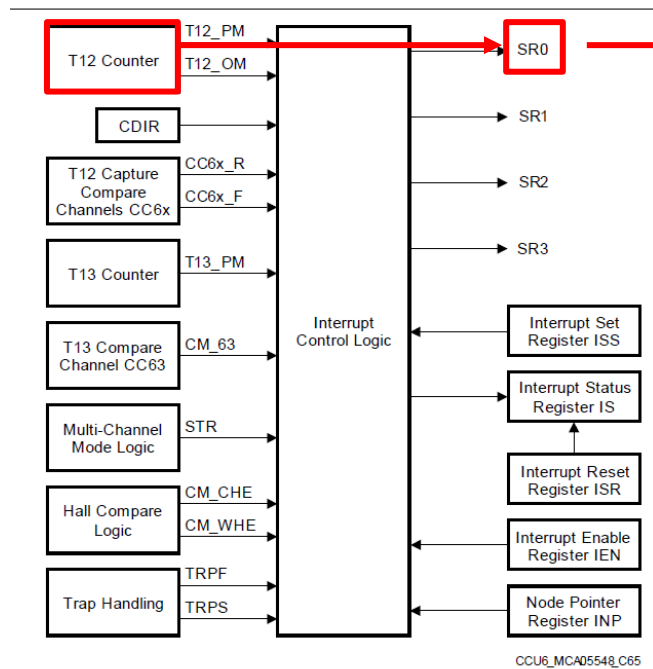 T12_PM
T12 Counter
T12_OM
SR0
CDIR
SR1
T12 Capture
Compare
Channels CC6x
CC6x_R
CC6x_F
SR2
T13 Counter
T13_PM
SR3
Interrupt
Control Logic
Interrupt Set
Register ISS
T13 Compare
Channel CC63
CM_63
Interrupt Status
Register IS
Multi-Channel
Mode Logic
STR
Interrupt Reset
Register ISR
Hall Compare
Logic
CM_CHE
CM_WHE
Interrupt Enable
Register IEN
Trap Handling
TRPF
TRPS
Node Pointer
Register INP
CCU6_MCA05548_C65